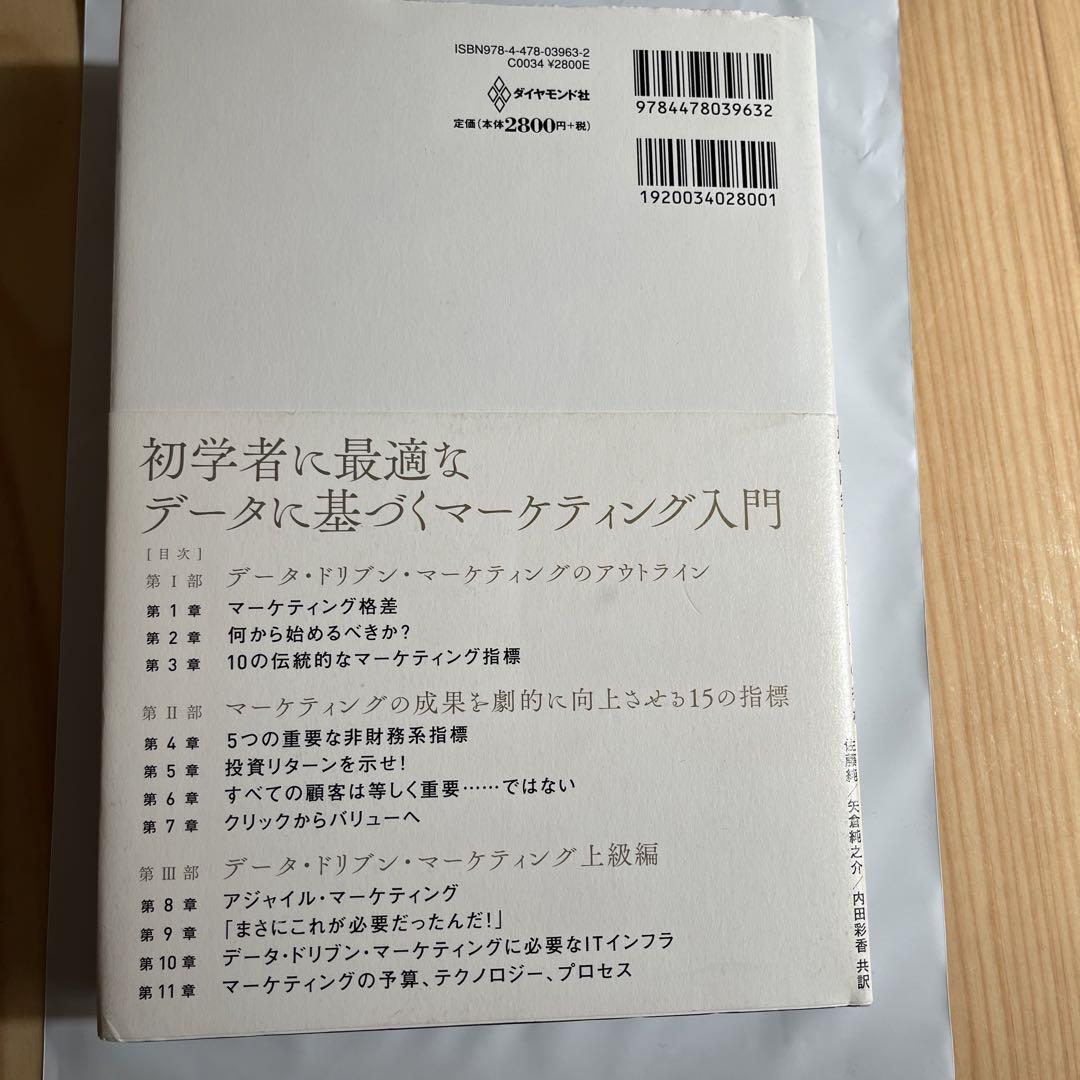 ISBN978-4-478-03963-2
C0034 ¥2800E
ダイヤモンド社
定価(本体2800円+税)
9784478039632
1920034028001
初学者に最適な
データに基づくマーケティング入門
[目次]
第Ⅰ部 データ・ドリブン・マーケティングのアウトライン
第1章 マーケティング格差
第2章 何から始めるべきか?
第3章 10の伝統的なマーケティング指標
第Ⅱ部 マーケティングの成果を劇的に向上させる15の指標
第4章 5つの重要な非財務系指標
第5章 投資リターンを示せ!
第6章 すべての顧客は等しく重要……ではない
第7章 クリックからバリューへ
第Ⅲ部 データ・ドリブン・マーケティング上級編
第8章 アジャイル・マーケティング
第9章 「まさにこれが必要だったんだ!」
第10章 データ・ドリブン・マーケティングに必要なITインフラ
第11章 マーケティングの予算、テクノロジー、プロセス
佐藤純/矢倉純之介/内田彩香 共訳